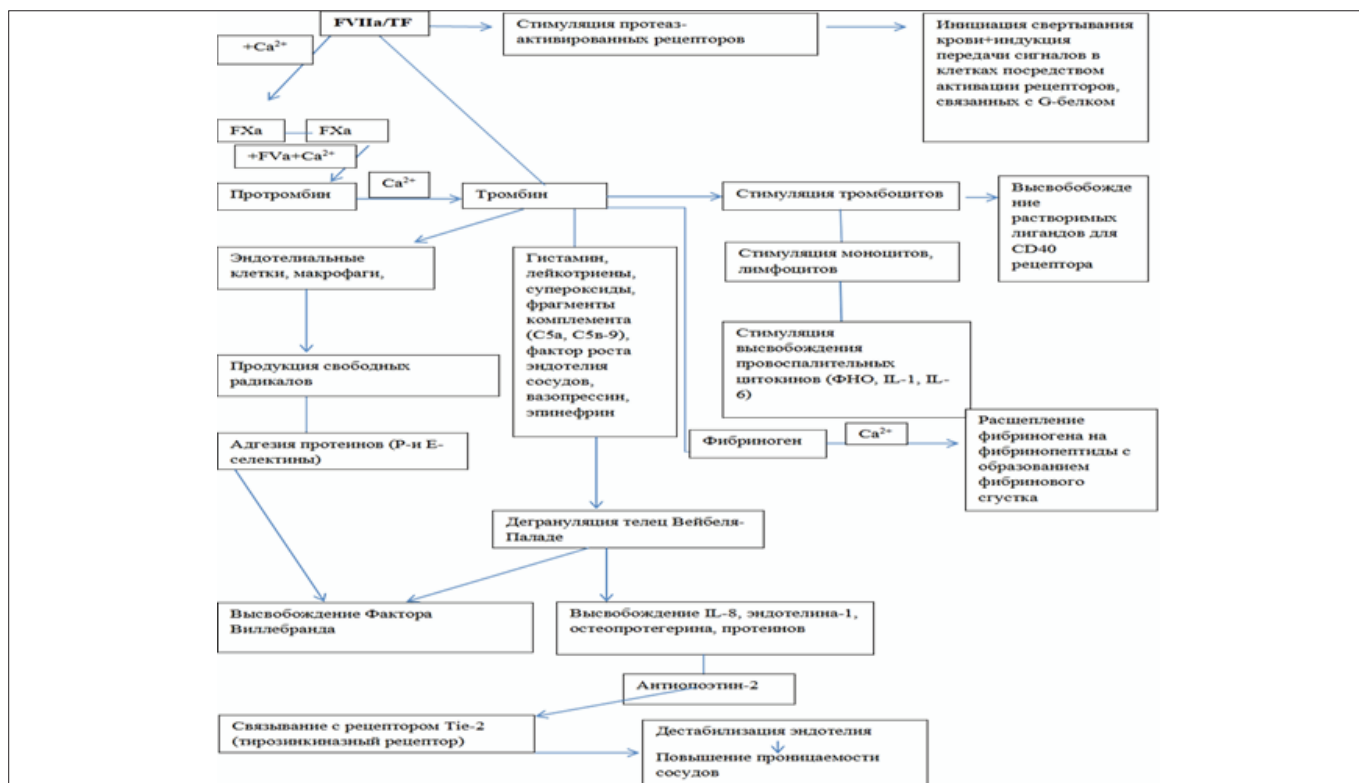 FVIIa/TF
Стимуляция протеаз-
активированных рецепторов
Инициация свертывания
крови+индукция
передачи сигналов в
клетках посредством
активации рецепторов,
связанных с G-белком
+Ca²⁺
FXa
FXa
+FVa+Ca²⁺
Протромбин
Ca²⁺
Тромбин
Стимуляция тромбоцитов
Высвобобожде
ние
растворимых
лигандов для
CD40
рецептора
Эндотелиальные
клетки, макрофаги,
Гистамин,
лейкотриены,
супероксиды,
фрагменты
комплемента
(C5a, C5в-9),
фактор роста
эндотелия
сосудов,
вазопрессин,
эпинефрин
Стимуляция моноцитов,
лимфоцитов
Стимуляция
высвобождения
провоспалительных
цитокинов (ФНО, IL-1, IL-
6)
Продукция свободных
радикалов
Адгезия протеинов (P-и E-
селектины)
Фибриноген
Ca²⁺
Расшепление
фибриногена на
фибринопептиды с
образованием
фибринового
сгустка
Дегрануляция телец Вейбеля-
Паладе
Высвобождение Фактора
Виллебранда
Высвобождение IL-8, эндотелина-1,
остеопротегерина, протеинов
Антиопоэтин-2
Связывание с рецептором Tie-2
(тирозинкиназный рецептор)
Дестабилизация эндотелия
Повышение проницаемости
сосудов